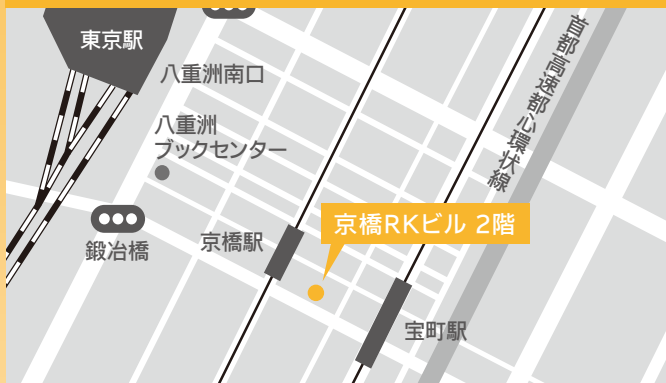 東京駅
八重洲南口
八重洲
ブックセンター
首都高速都心環状線
京橋RKビル 2階
鍛冶橋
京橋駅
宝町駅